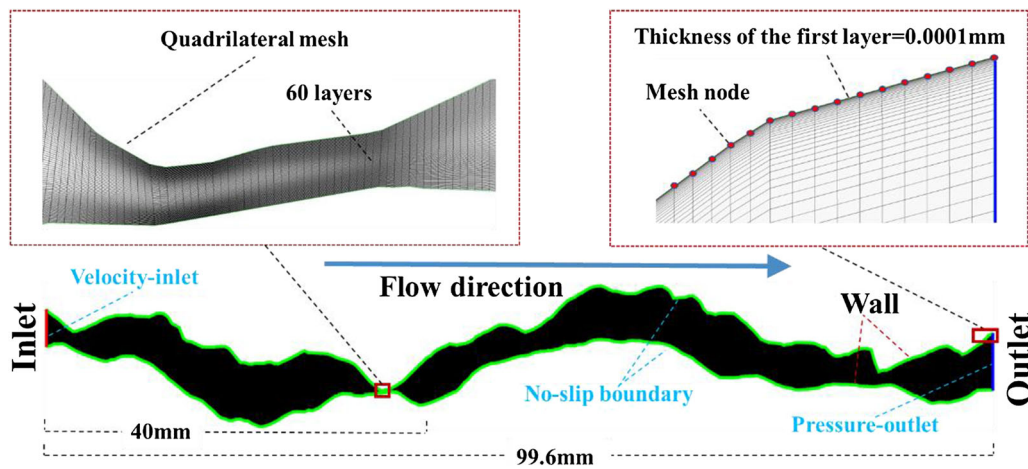 Quadrilateral mesh
60 layers
Thickness of the first layer=0.0001mm
Mesh node
Velocity-inlet
Flow direction
Wall
Inlet
Outlet
No-slip boundary
Pressure-outlet
40mm
99.6mm